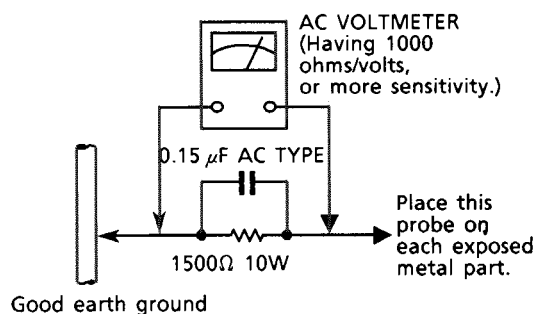 AC VOLTMETER
(Having 1000
ohms/volts,
or more sensitivity.)
0.15 μF AC TYPE
Place this
probe on
each exposed
metal part.
1500Ω 10W
Good earth ground